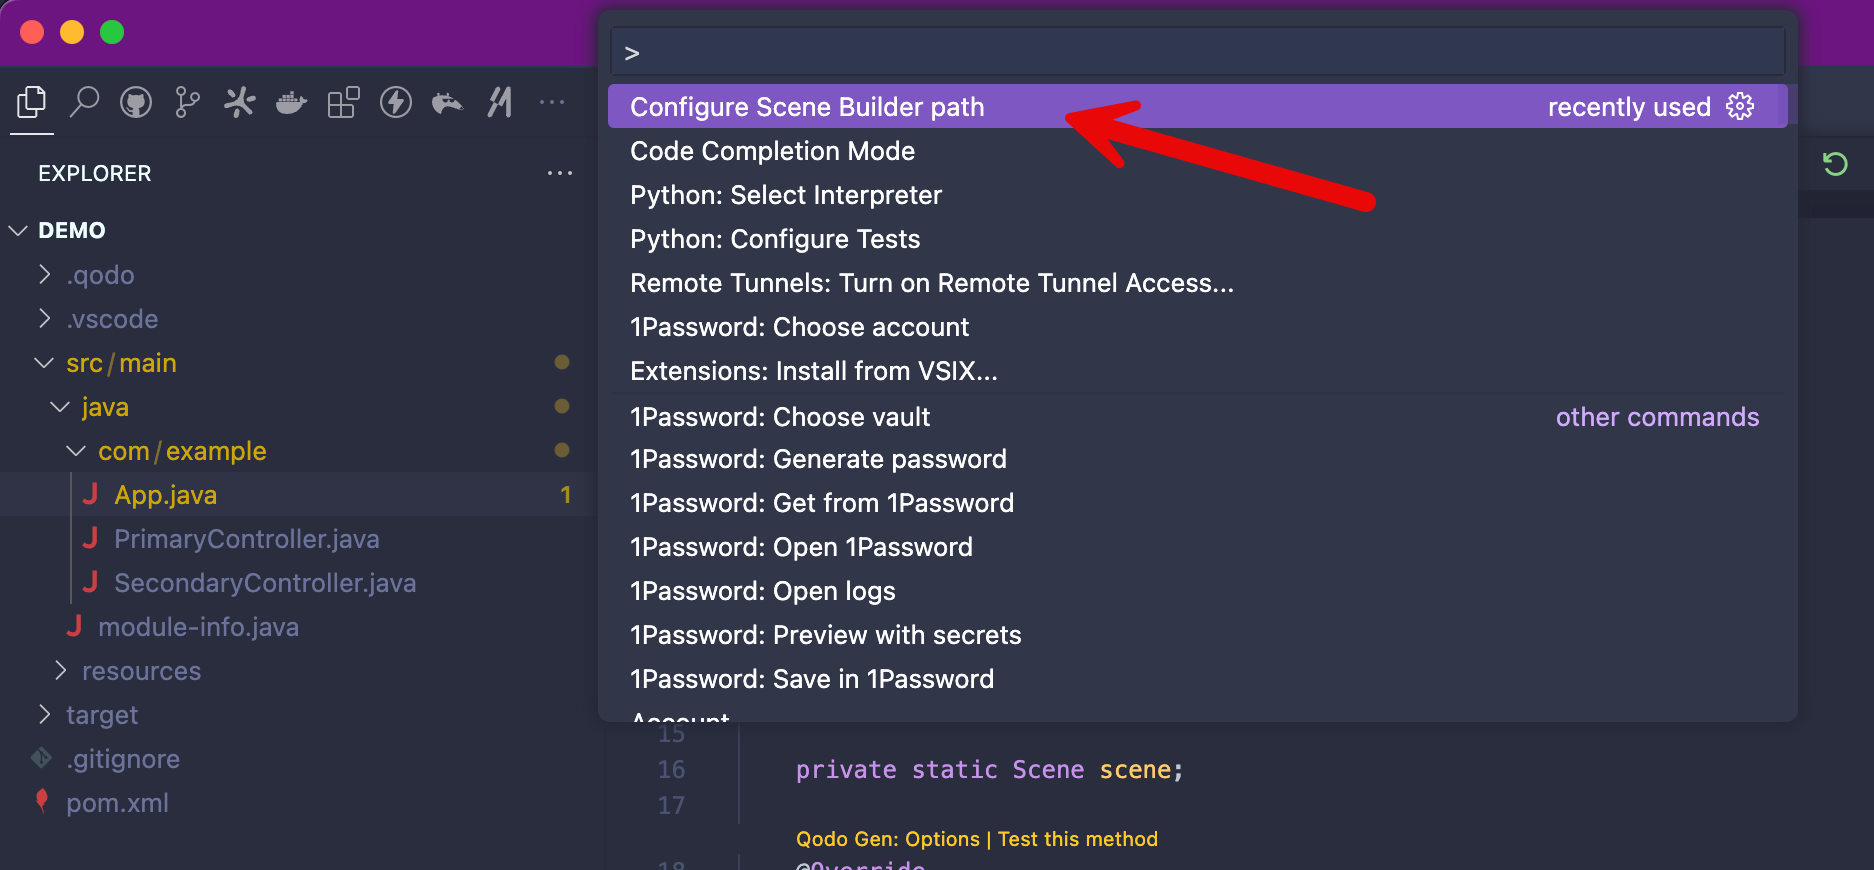 >
Configure Scene Builder path recently used
Code Completion Mode
Python: Select Interpreter
Python: Configure Tests
Remote Tunnels: Turn on Remote Tunnel Access...
1Password: Choose account
Extensions: Install from VSIX...
1Password: Choose vault other commands
1Password: Generate password
1Password: Get from 1Password
1Password: Open 1Password
1Password: Open logs
1Password: Preview with secrets
1Password: Save in 1Password
Account
EXPLORER
DEMO
.qodo
.vscode
src/main
java
com/example
J App.java 1
J PrimaryController.java
J SecondaryController.java
J module-info.java
resources
target
.gitignore
pom.xml
15
16 private static Scene scene;
17
Qodo Gen: Options | Test this method
18 @Override